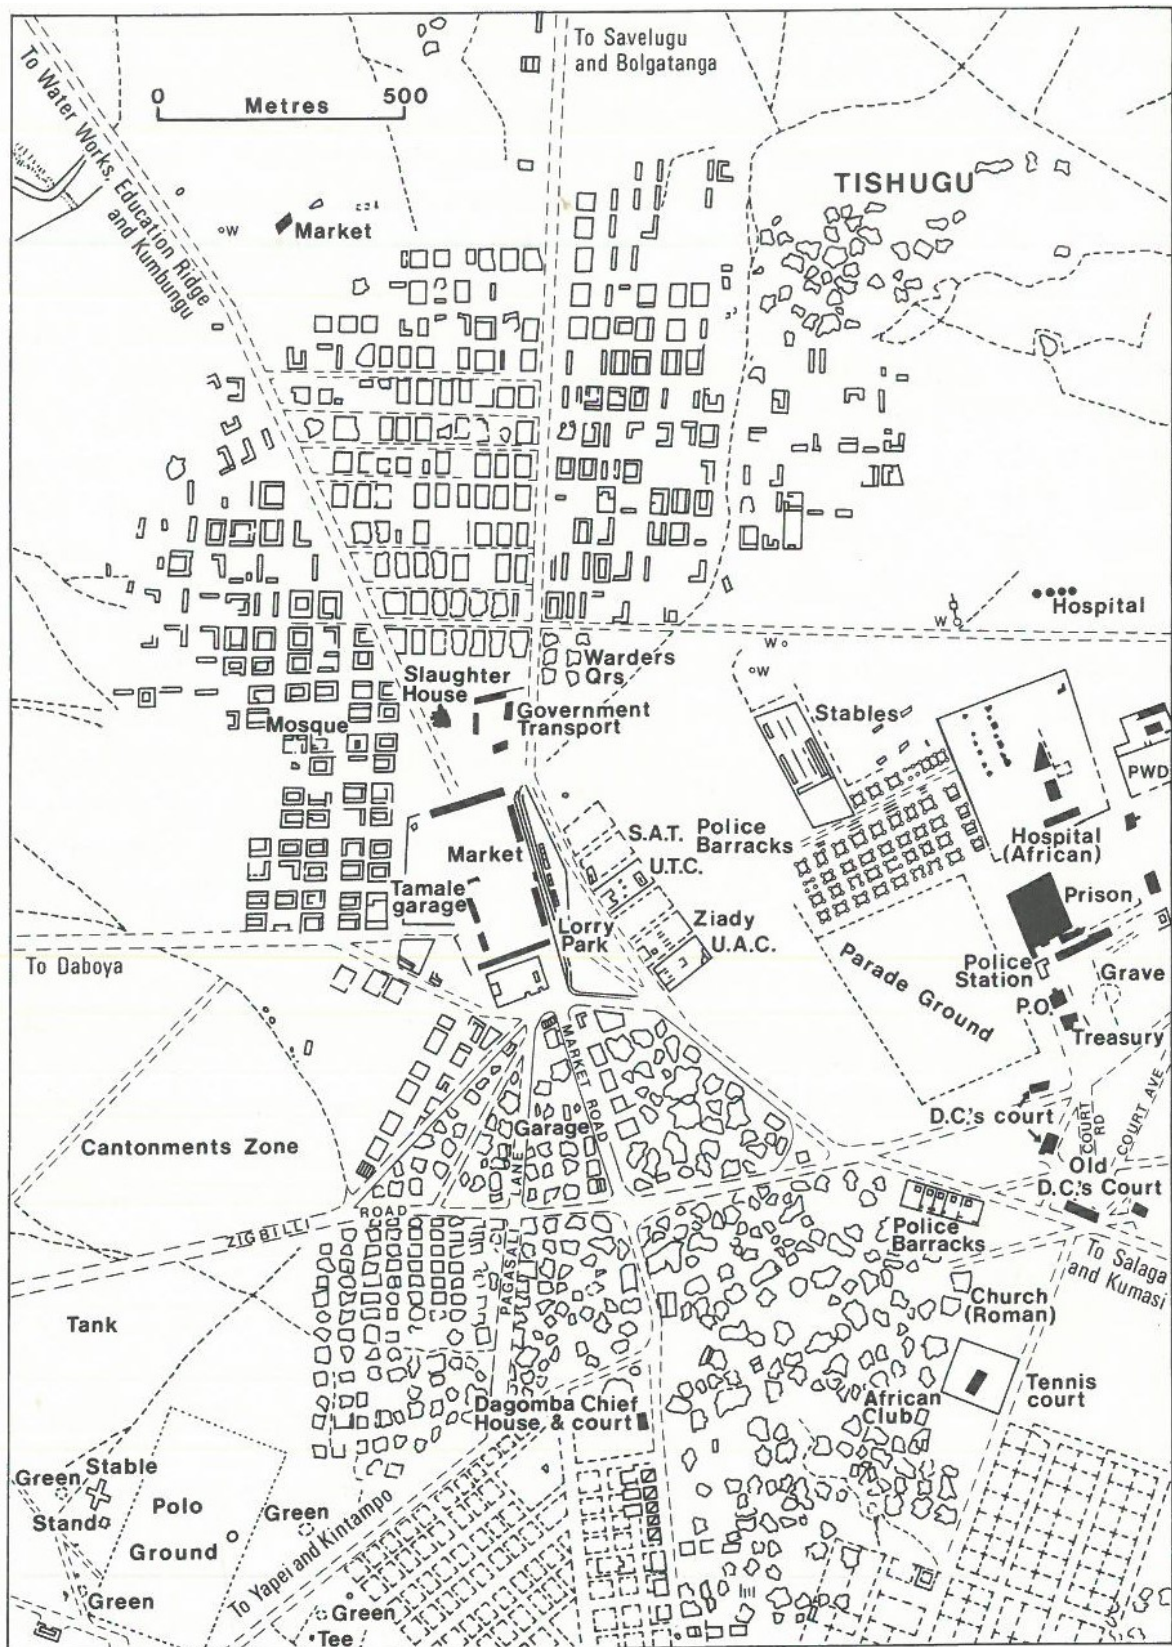 To Savelugu
and Bolgatanga
0 500
Metres
To Water Works, Education Ridge
and Kumbungu
TISHUGU
W
Market
Hospital
W
Warders
Qrs
W
W
Slaughter
House
Government
Transport
Mosque
Stables
PWD
Market
S.A.T.
Police
Barracks
U.T.C.
Hospital
(African)
Tamale
garage
Prison
Lorry
Park
Ziady
U.A.C.
To Daboya
Parade Ground
Police
Station
Grave
P.O.
Treasury
MARKET ROAD
D.C.'s court
COURT
RD
COURT AVE
Garage
Cantonments Zone
Old
D.C.'s Court
PAGASALI LANE
ZIGBILLI ROAD
Police
Barracks
To Salaga
and Kumasi
PAGASALI
Church
(Roman)
Tank
Tennis
court
Dagomba Chief
House & court
African
Club
Green
Stable
Stand
Polo
Ground
Green
Green
To Yapei and Kintampo
Green
Tee